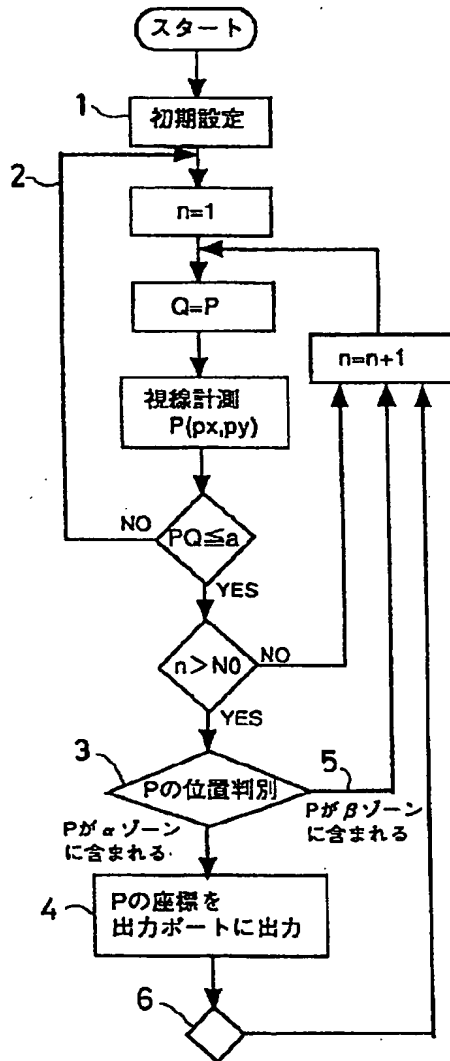 スタート
1
初期設定
2
n=1
Q=P
n=n+1
視線計測
P(px,py)
NO
PQ≦a
YES
n>N0
NO
YES
3
Pの位置判別
5
Pがαゾーン
に含まれる
Pがβゾーン
に含まれる
4
Pの座標を
出力ポートに出力
6